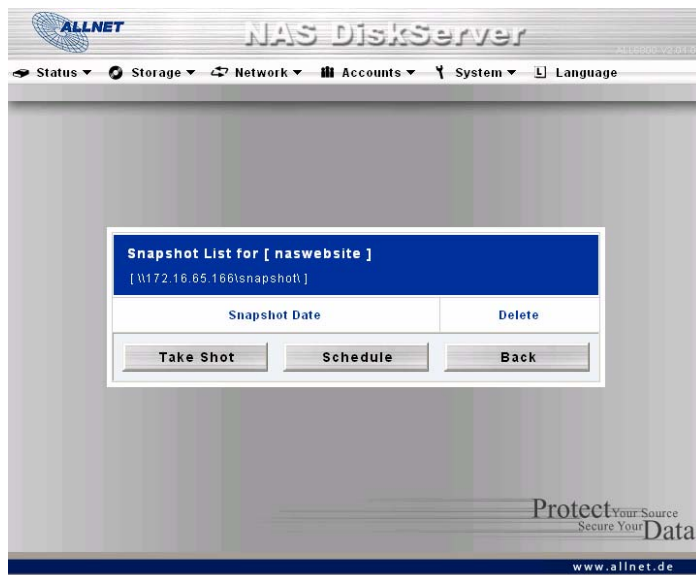 ALLNET
NAS DiskServer
Status Storage Network Accounts System Language
Snapshot List for [ naswebsite ]
[ \\172.16.65.166\snapshot\ ]
Snapshot Date Delete
Take Shot Schedule Back
Protect Your Source
Secure Your Data
www.allnet.de